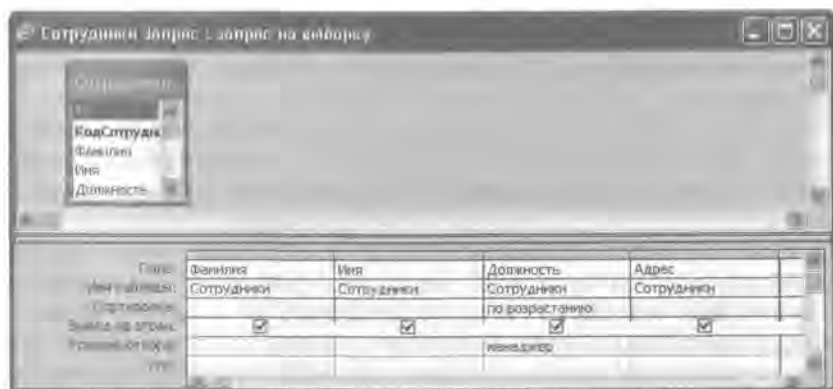 Сотрудники запрос : запрос на выборку
Сотрудники
*
КодСотрудн
Фамилия
Имя
Должность
Поле: Фамилия Имя Должность Адрес
Имя таблицы: Сотрудники Сотрудники Сотрудники Сотрудники
Сортировка: по возрастанию
Вывод на экран:
Условие отбора: менеджер
или: